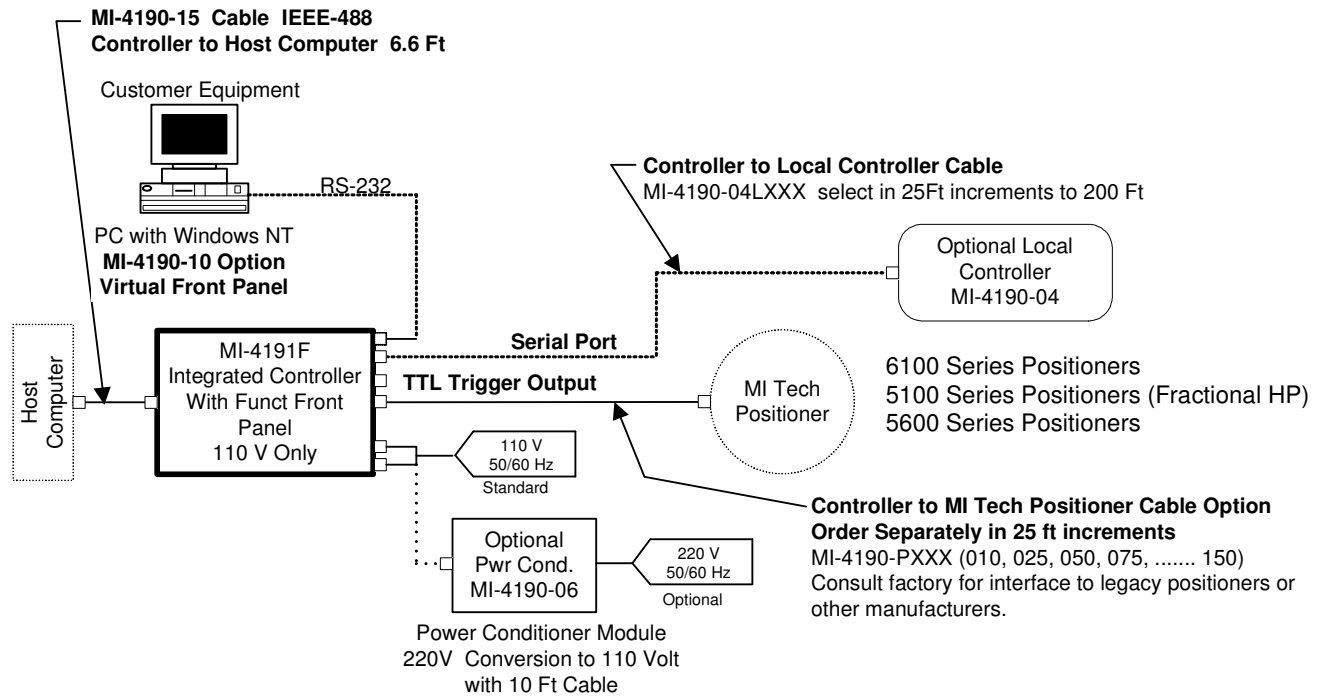 MI-4190-15 Cable IEEE-488
Controller to Host Computer 6.6 Ft
Customer Equipment
RS-232
PC with Windows NT
MI-4190-10 Option
Virtual Front Panel
Controller to Local Controller Cable
MI-4190-04LXXX select in 25Ft increments to 200 Ft
Optional Local
Controller
MI-4190-04
Host
Computer
MI-4191F
Integrated Controller
With Funct Front
Panel
110 V Only
Serial Port
TTL Trigger Output
MI Tech
Positioner
6100 Series Positioners
5100 Series Positioners (Fractional HP)
5600 Series Positioners
110 V
50/60 Hz
Standard
Optional
Pwr Cond.
MI-4190-06
220 V
50/60 Hz
Optional
Power Conditioner Module
220V Conversion to 110 Volt
with 10 Ft Cable
Controller to MI Tech Positioner Cable Option
Order Separately in 25 ft increments
MI-4190-PXXX (010, 025, 050, 075, ....... 150)
Consult factory for interface to legacy positioners or
other manufacturers.